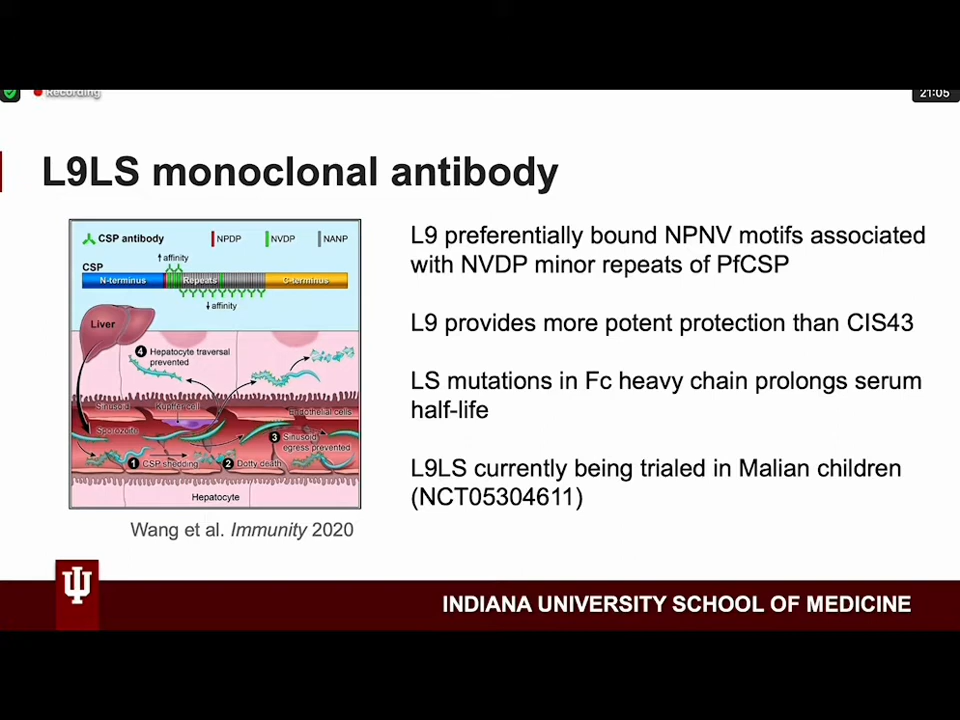 Recording
21:05
L9LS monoclonal antibody
CSP antibody
NPDP
NVDP
NANP
↑ affinity
CSP
N-terminus
Repeats
C-terminus
↓ affinity
Liver
4 Hepatocyte traversal
prevented
Sinusoid
Kupffer cell
Endothelial cells
Sporozoite
3 Sinusoid
egress prevented
1 CSP shedding
2 Dotty death
Hepatocyte
Wang et al. Immunity 2020
L9 preferentially bound NPNV motifs associated
with NVDP minor repeats of PfCSP
L9 provides more potent protection than CIS43
LS mutations in Fc heavy chain prolongs serum
half-life
L9LS currently being trialed in Malian children
(NCT05304611)
INDIANA UNIVERSITY SCHOOL OF MEDICINE